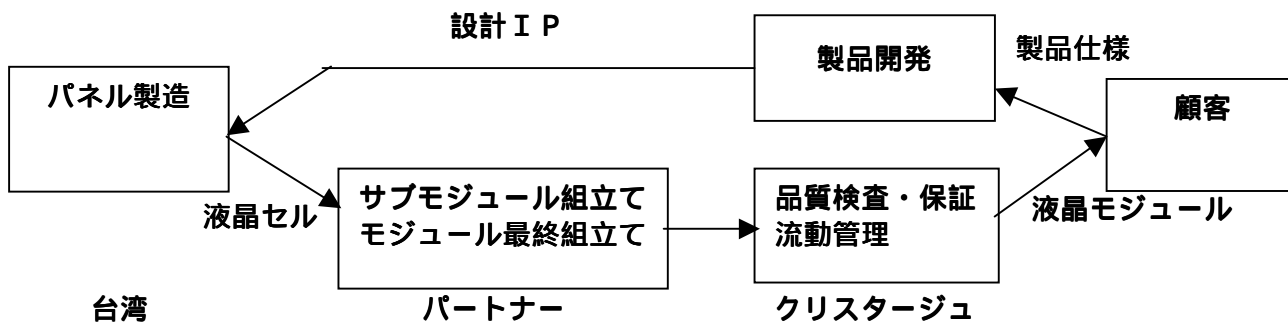 設計ＩＰ
製品開発
製品仕様
パネル製造
顧客
サブモジュール組立て
モジュール最終組立て
品質検査・保証
流動管理
液晶セル
液晶モジュール
台湾
パートナー
クリスタージュ